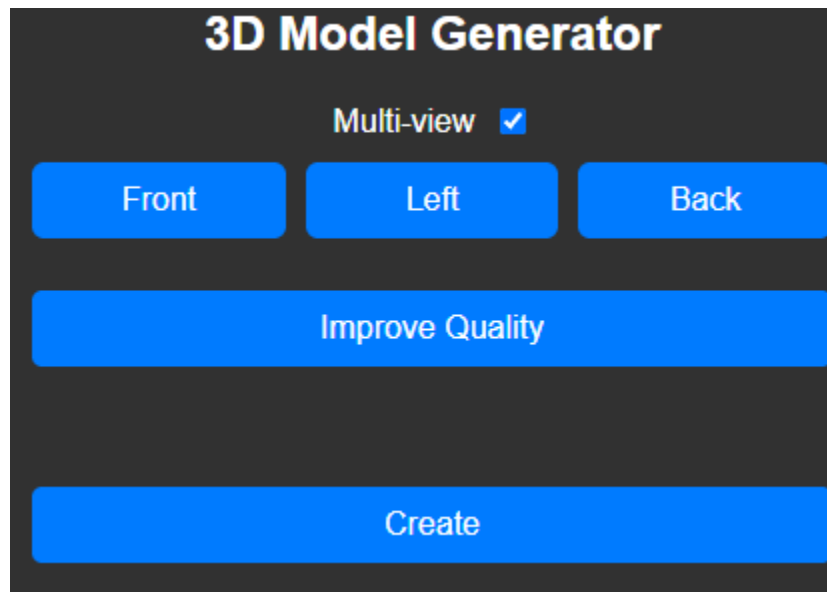 3D Model Generator
Multi-view
Front Left Back
Improve Quality
Create